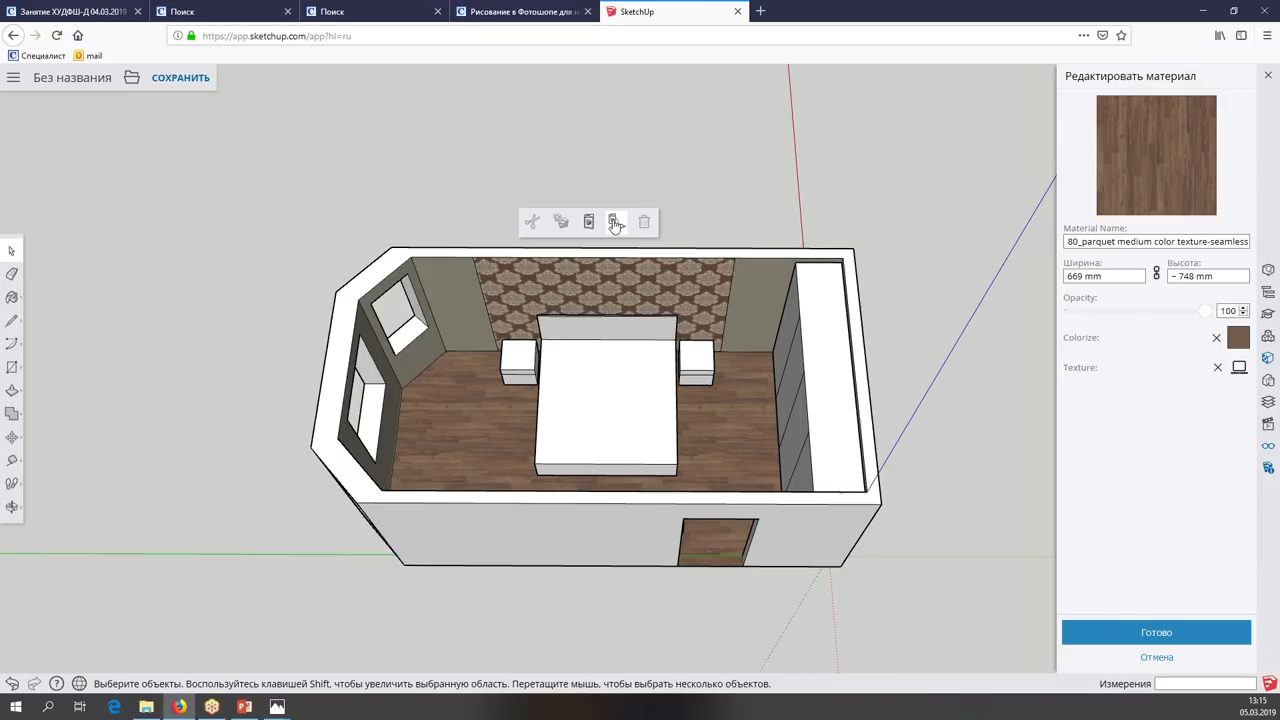 Занятие ХУДФШ-Д 04.03.2019
Поиск
Поиск
Рисование в Фотошопе для н
SketchUp
https://app.sketchup.com/app?hl=ru
Специалист
mail
Без названия
СОХРАНИТЬ
Редактировать материал
Material Name:
80_parquet medium color texture-seamless
Ширина:
Высота:
669 mm
~ 748 mm
Opacity:
100
Colorize:
Texture:
Готово
Отмена
Выберите объекты. Воспользуйтесь клавишей Shift, чтобы увеличить выбранную область. Перетащите мышь, чтобы выбрать несколько объектов.
Измерения
13:15
05.03.2019